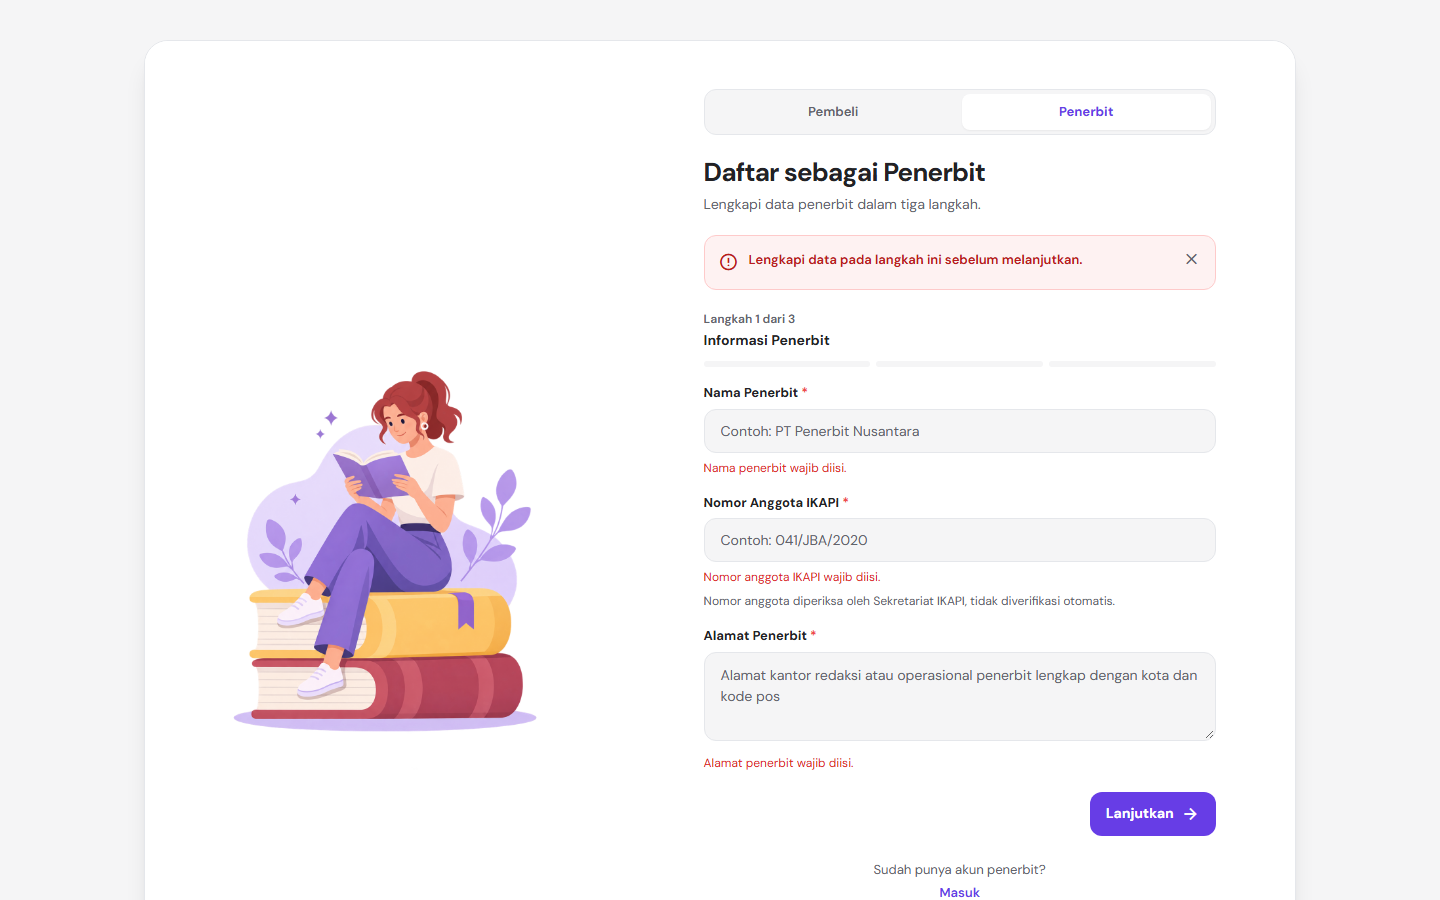 Pembeli
Penerbit
Daftar sebagai Penerbit
Lengkapi data penerbit dalam tiga langkah.
Lengkapi data pada langkah ini sebelum melanjutkan.
Langkah 1 dari 3
Informasi Penerbit
Nama Penerbit *
Contoh: PT Penerbit Nusantara
Nama penerbit wajib diisi.
Nomor Anggota IKAPI *
Contoh: 041/JBA/2020
Nomor anggota IKAPI wajib diisi.
Nomor anggota diperiksa oleh Sekretariat IKAPI, tidak diverifikasi otomatis.
Alamat Penerbit *
Alamat kantor redaksi atau operasional penerbit lengkap dengan kota dan
kode pos
Alamat penerbit wajib diisi.
Lanjutkan
Sudah punya akun penerbit?
Masuk